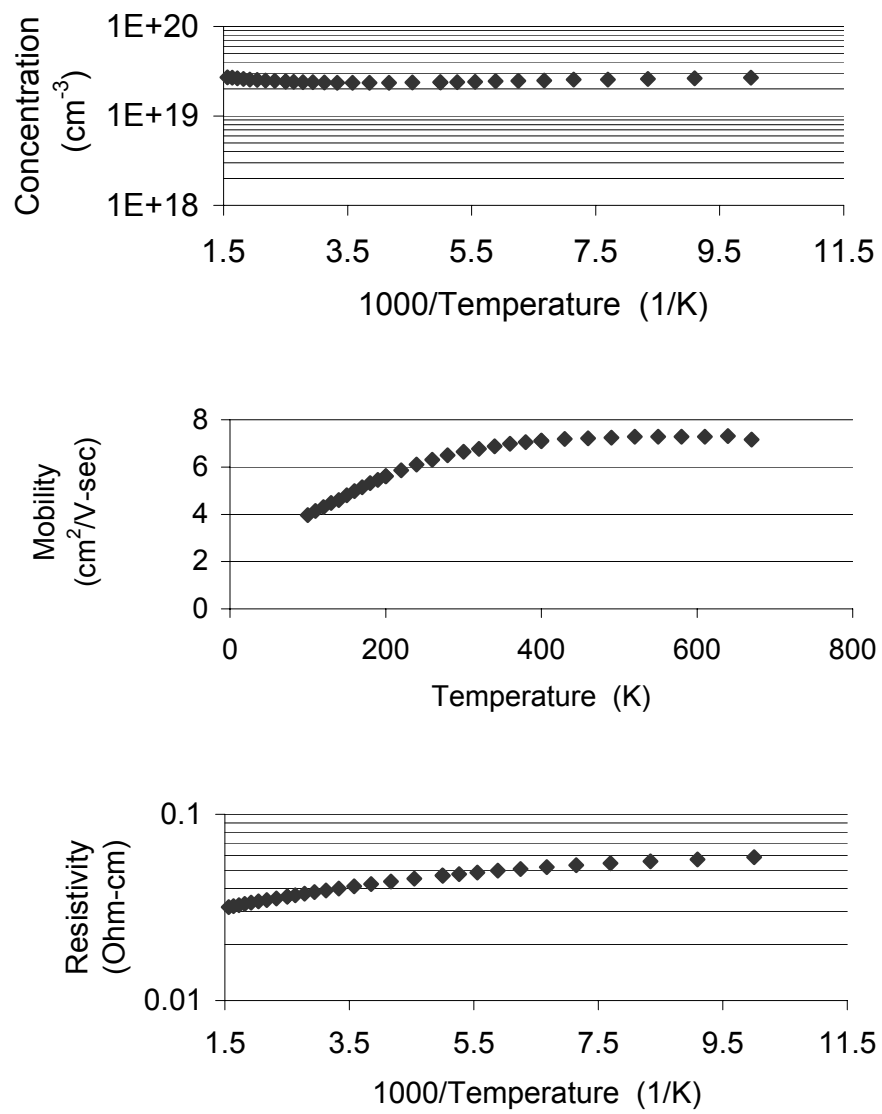 1E+20
1E+19
1E+18
Concentration
(cm⁻³)
1.5 3.5 5.5 7.5 9.5 11.5
1000/Temperature (1/K)
8
6
4
2
0
Mobility
(cm²/V-sec)
0 200 400 600 800
Temperature (K)
0.1
0.01
Resistivity
(Ohm-cm)
1.5 3.5 5.5 7.5 9.5 11.5
1000/Temperature (1/K)